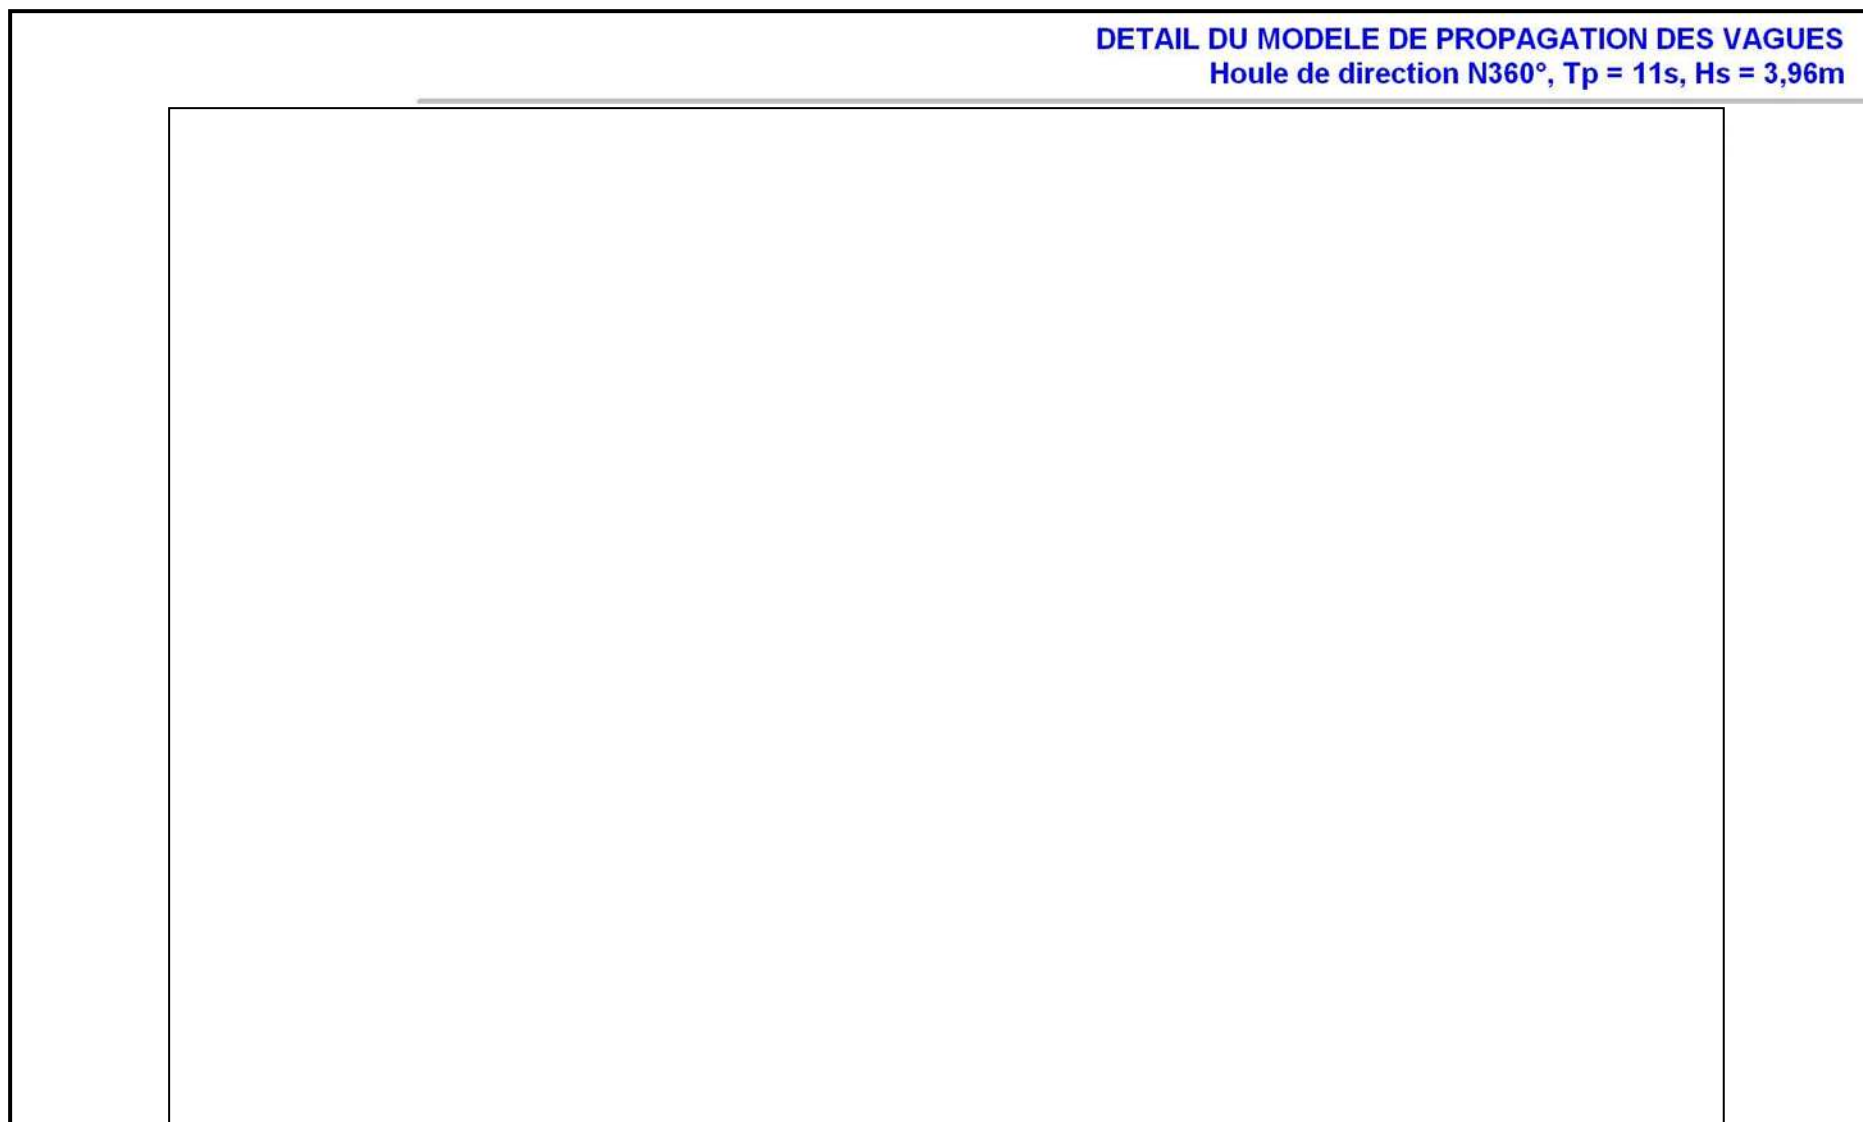 DETAIL DU MODELE DE PROPAGATION DES VAGUES
Houle de direction N360°, Tp = 11s, Hs = 3,96m